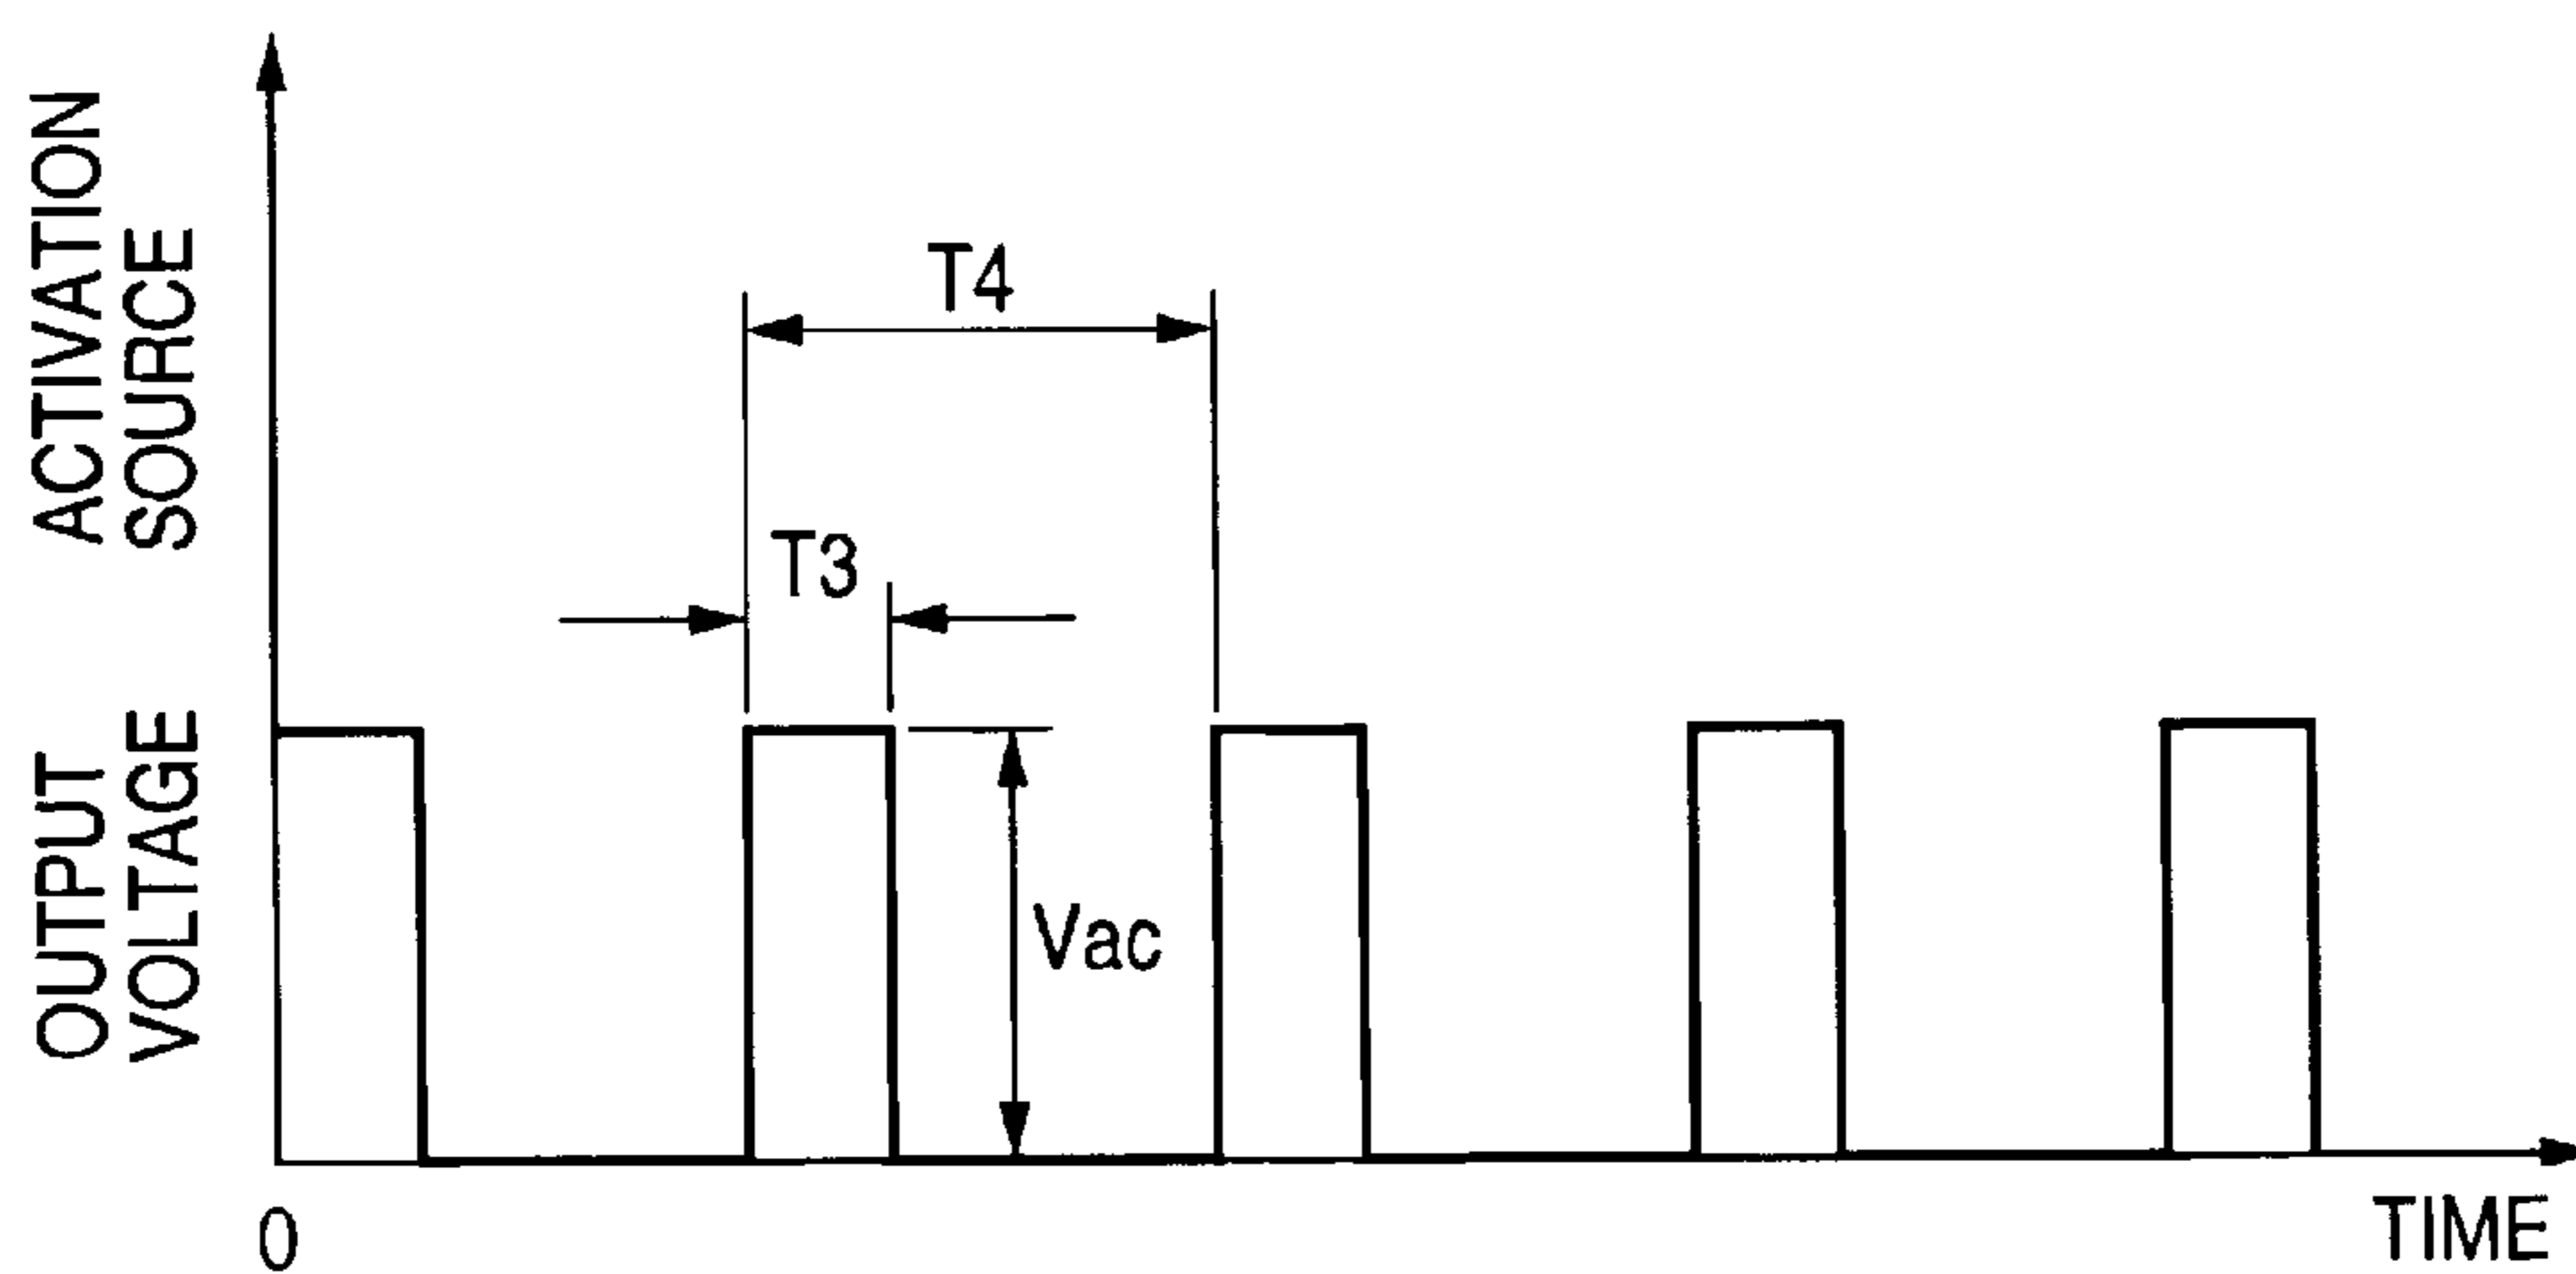 ACTIVATION
SOURCE
OUTPUT
VOLTAGE
T4
T3
Vac
0
TIME